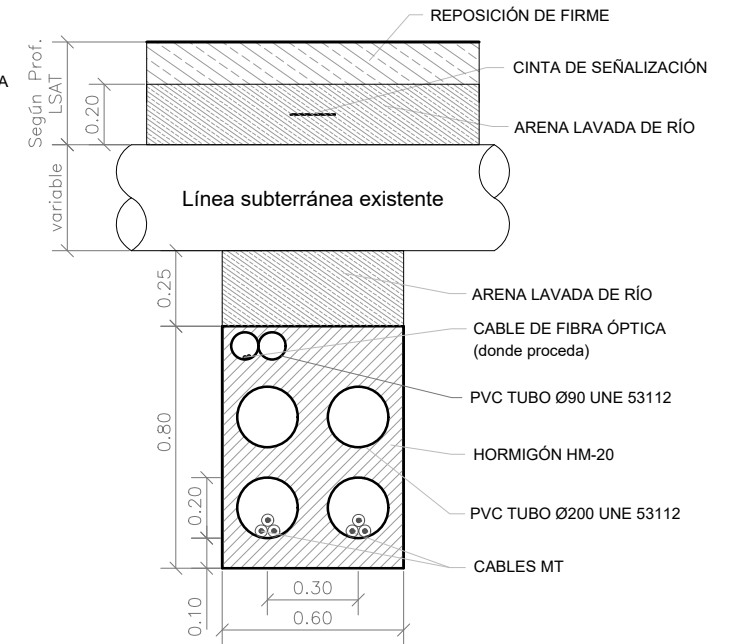 REPOSICIÓN DE FIRME
CINTA DE SEÑALIZACIÓN
A
Según Prof.
LSAT
0.20
ARENA LAVADA DE RÍO
variable
Línea subterránea existente
0.25
ARENA LAVADA DE RÍO
CABLE DE FIBRA ÓPTICA
(donde proceda)
PVC TUBO Ø90 UNE 53112
0.80
HORMIGÓN HM-20
0.20
PVC TUBO Ø200 UNE 53112
CABLES MT
0.30
0.10
0.60